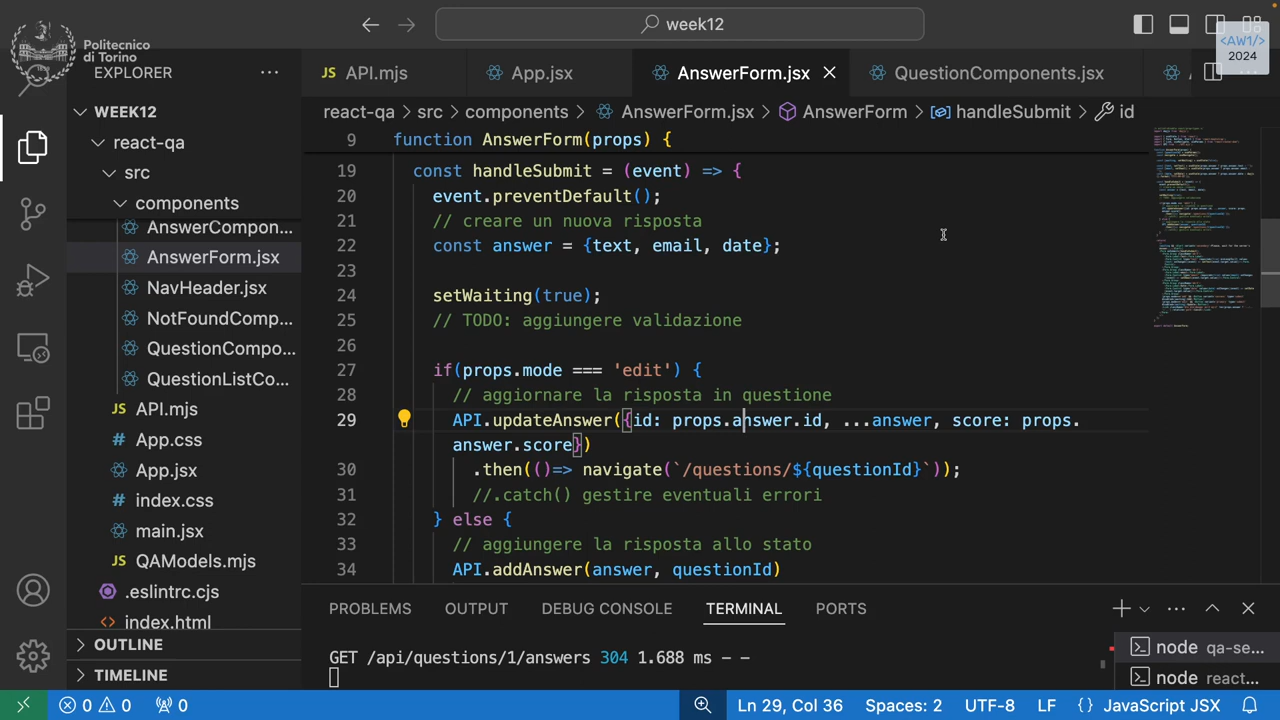 week12
Politecnico
di Torino
<AW1/>
2024
EXPLORER
API.mjs
App.jsx
AnswerForm.jsx
QuestionComponents.jsx
WEEK12
react-qa > src > components > AnswerForm.jsx > AnswerForm > handleSubmit > id
react-qa
src
components
AnswerCompon...
AnswerForm.jsx
NavHeader.jsx
NotFoundComp...
QuestionCompo...
QuestionListCo...
API.mjs
App.css
App.jsx
index.css
main.jsx
QAModels.mjs
.eslintrc.cjs
index.html
OUTLINE
TIMELINE
9 function AnswerForm(props) {
19 const handleSubmit = (event) => {
20 event.preventDefault();
21 // creare una nuova risposta
22 const answer = {text, email, date};
23
24 setWaiting(true);
25 // TODO: aggiungere validazione
26
27 if(props.mode === 'edit') {
28 // aggiornare la risposta in questione
29 API.updateAnswer({id: props.answer.id, ...answer, score: props.
answer.score})
30 .then(()=> navigate(`/questions/${questionId}`));
31 //.catch() gestire eventuali errori
32 } else {
33 // aggiungere la risposta allo stato
34 API.addAnswer(answer, questionId)
PROBLEMS OUTPUT DEBUG CONSOLE TERMINAL PORTS
GET /api/questions/1/answers 304 1.688 ms - -
node qa-se...
node react...
0 0 0 Ln 29, Col 36 Spaces: 2 UTF-8 LF {} JavaScript JSX